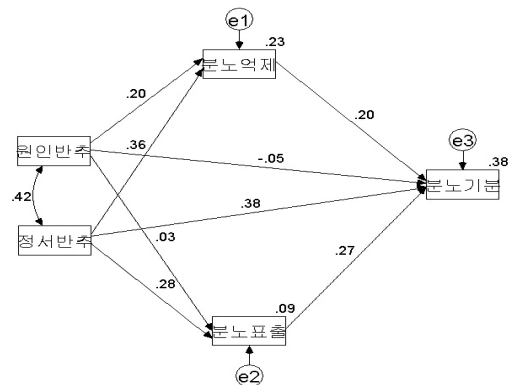 e1
.23
분노억제
.20
.36
.20
원인반추
e3
-.05
.38
분노기분
.42
.38
정서반추
.03
.27
.28
.09
분노표출
e2